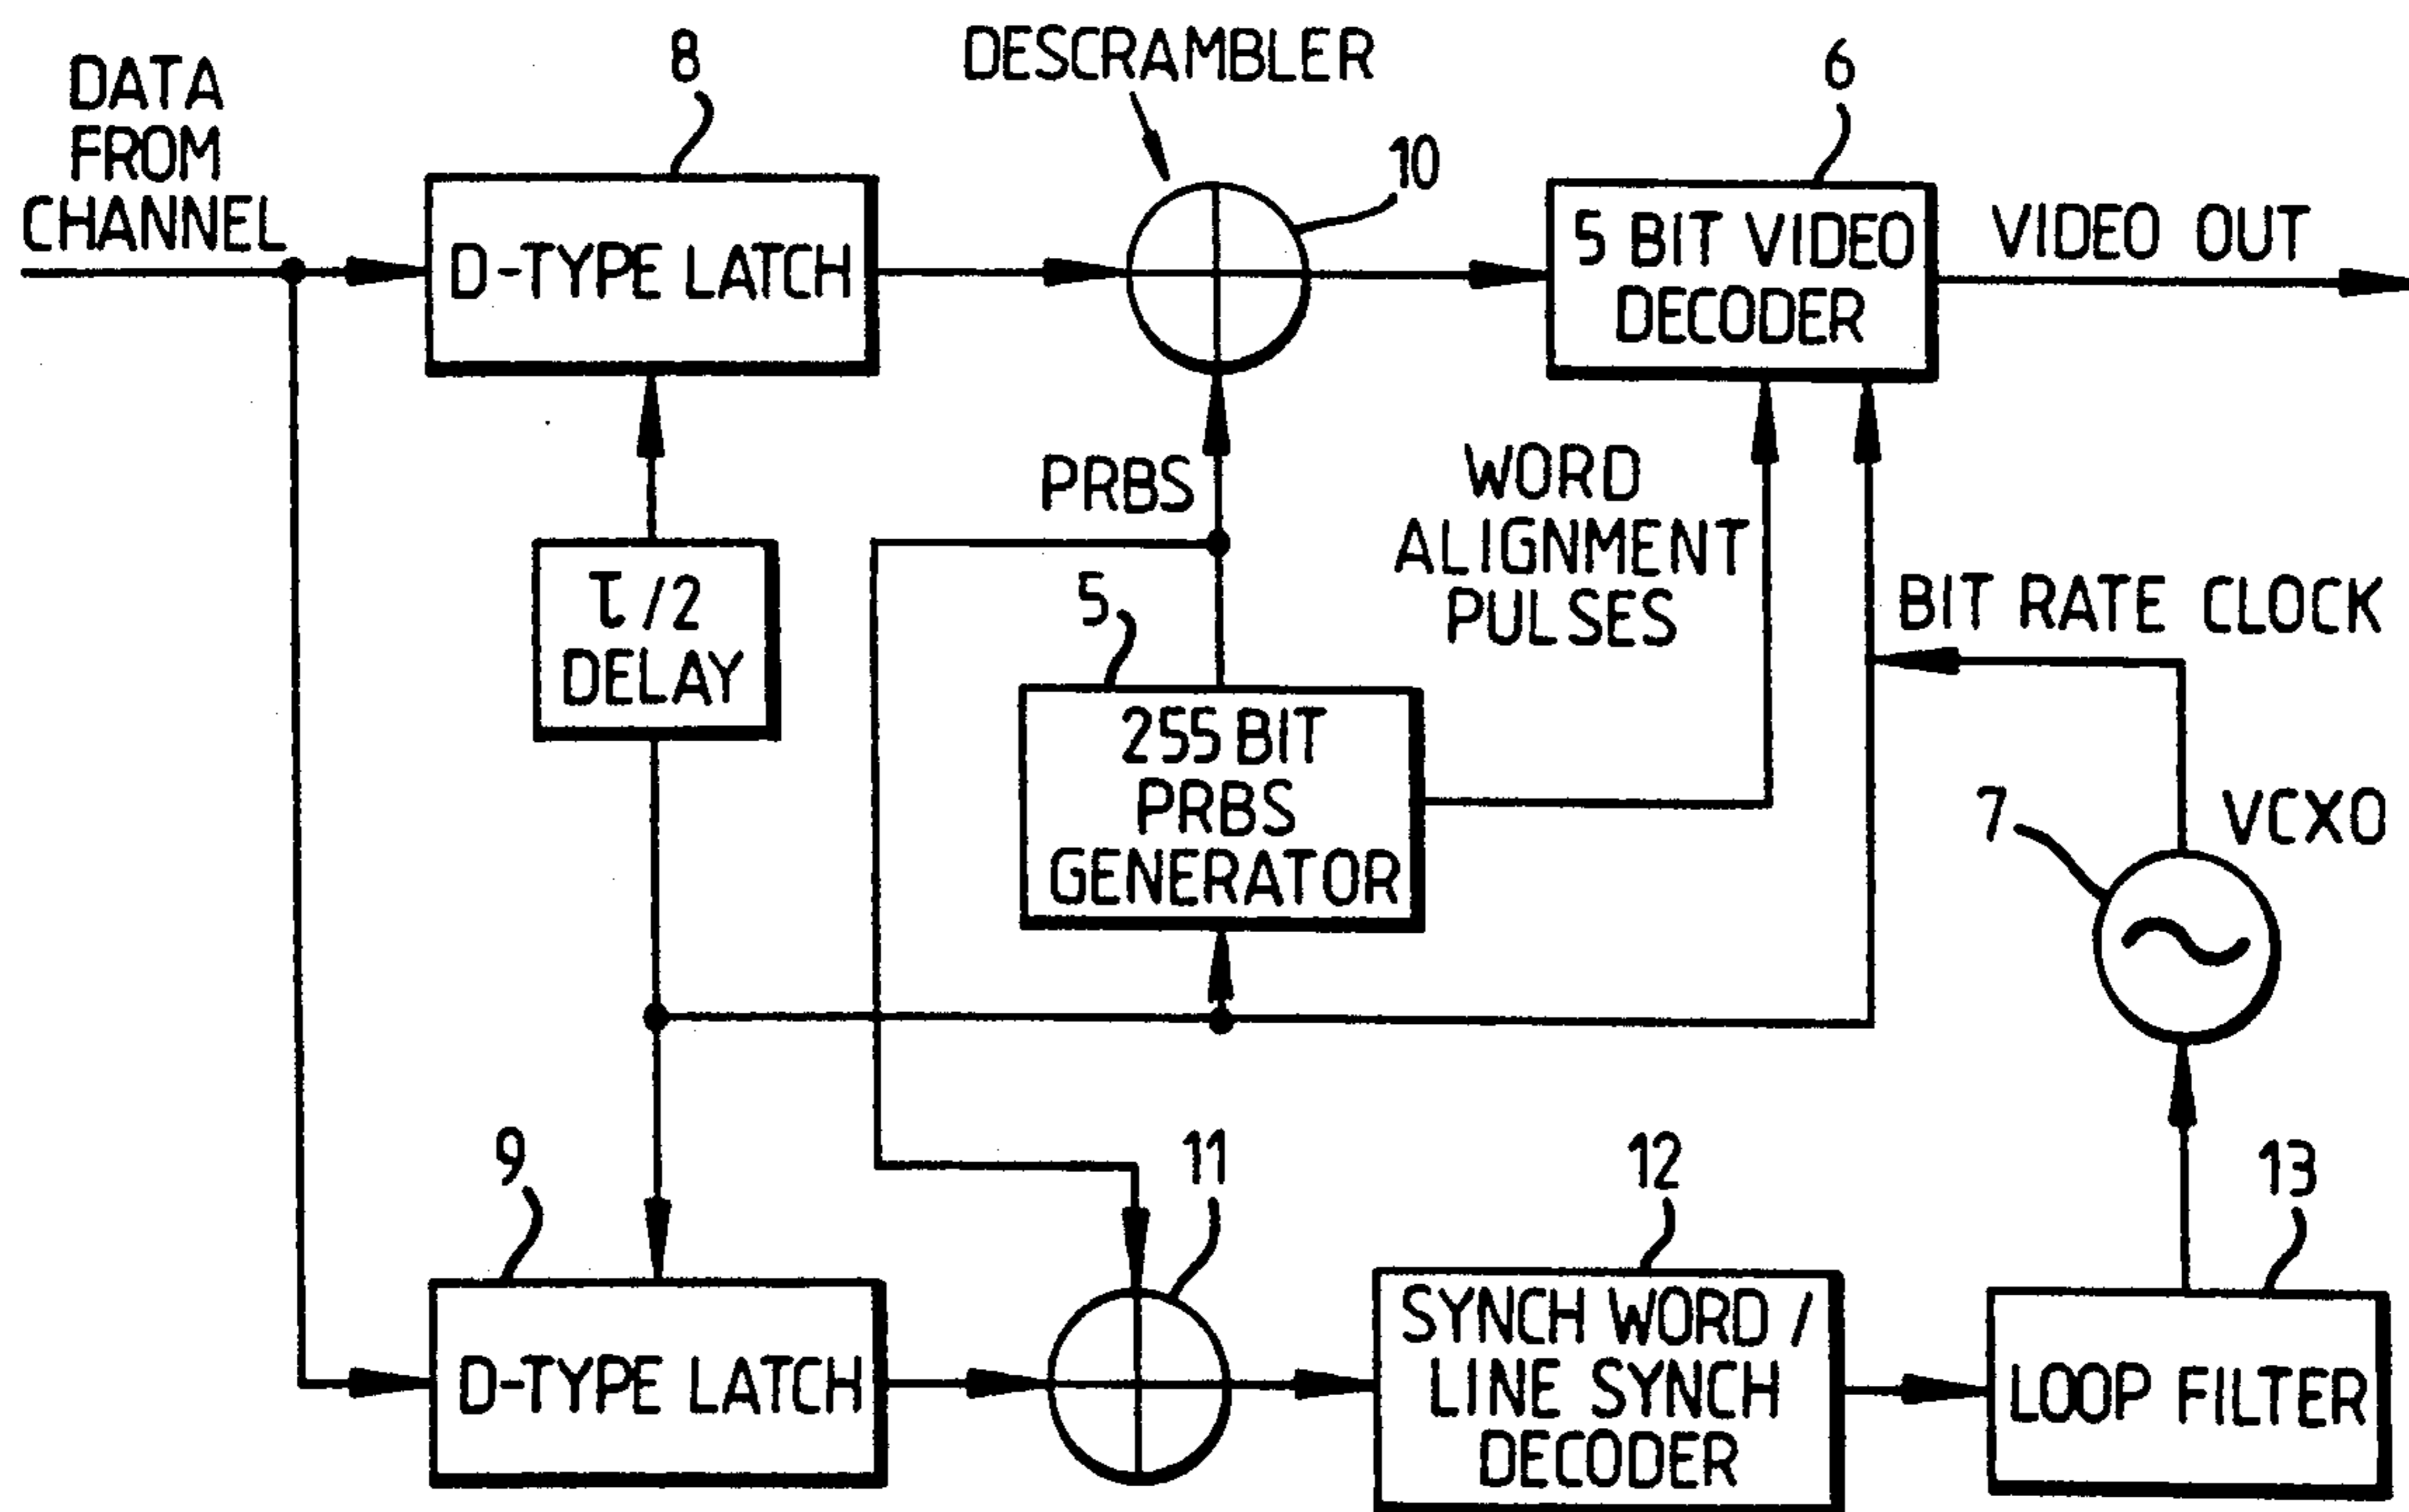 DATA
FROM
CHANNEL
8
D-TYPE LATCH
DESCRAMBLER
10
6
5 BIT VIDEO
DECODER
VIDEO OUT
τ/2
DELAY
PRBS
5
255 BIT
PRBS
GENERATOR
WORD
ALIGNMENT
PULSES
BIT RATE CLOCK
7
VCXO
9
D-TYPE LATCH
11
12
SYNCH WORD /
LINE SYNCH
DECODER
13
LOOP FILTER